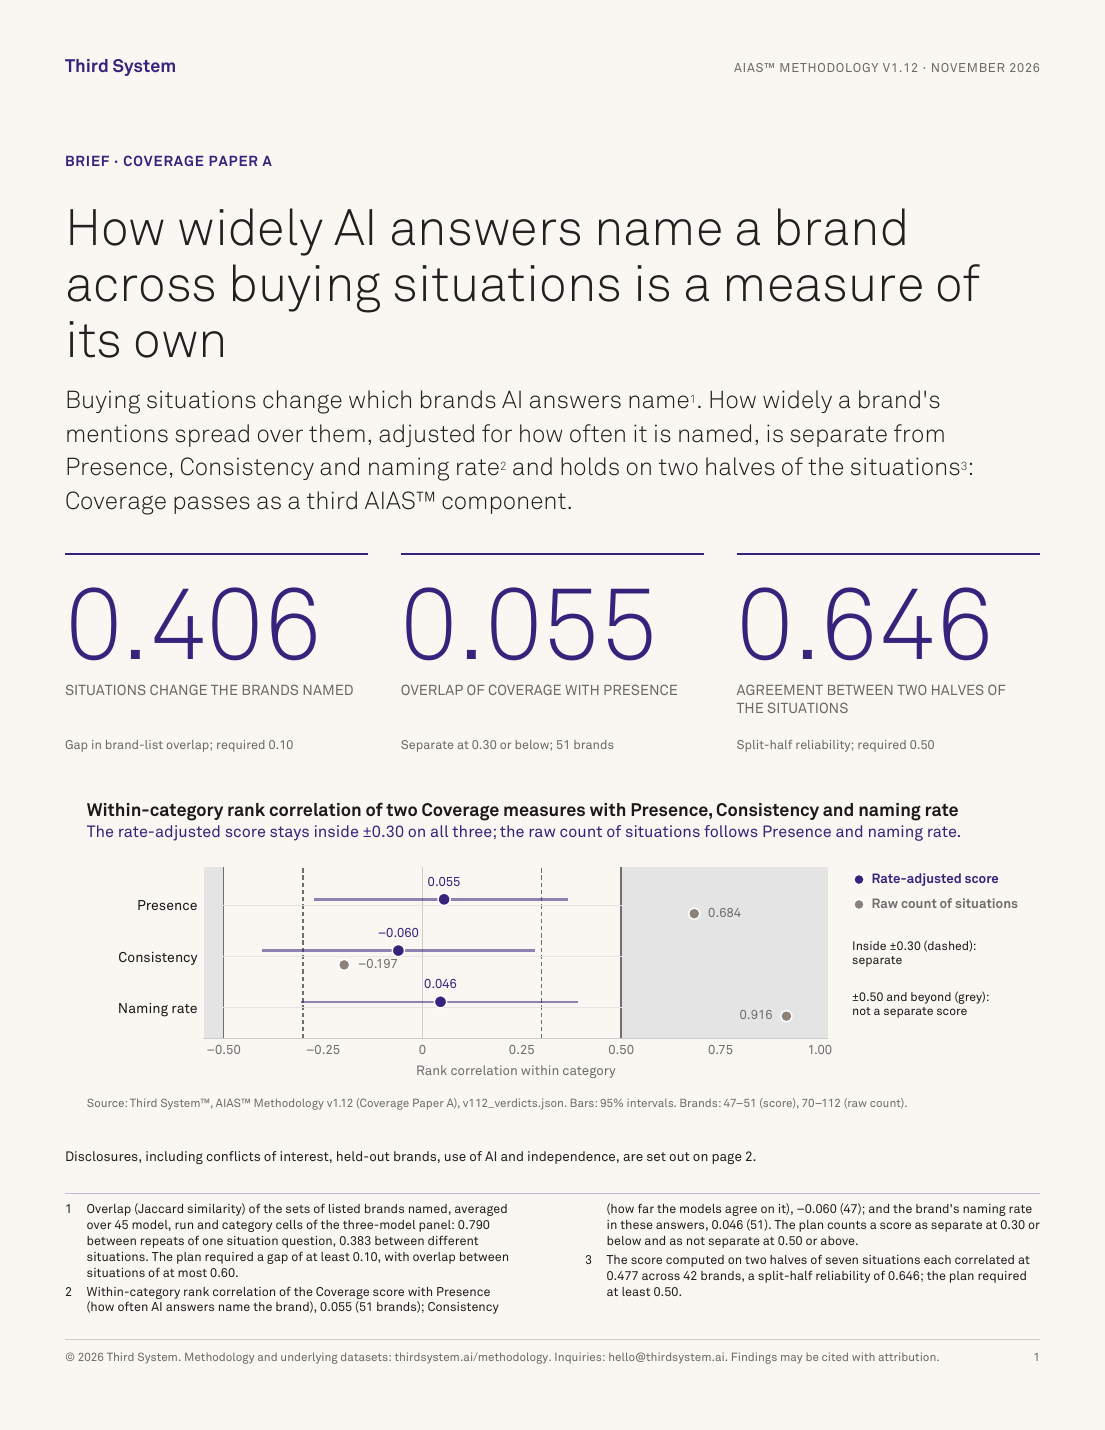 Third System
AIAS™ METHODOLOGY V1.12 · NOVEMBER 2026
BRIEF · COVERAGE PAPER A
How widely AI answers name a brand
across buying situations is a measure of
its own
Buying situations change which brands AI answers name1. How widely a brand's
mentions spread over them, adjusted for how often it is named, is separate from
Presence, Consistency and naming rate2 and holds on two halves of the situations3:
Coverage passes as a third AIAS™ component.
0.406
SITUATIONS CHANGE THE BRANDS NAMED
Gap in brand-list overlap; required 0.10
0.055
OVERLAP OF COVERAGE WITH PRESENCE
Separate at 0.30 or below; 51 brands
0.646
AGREEMENT BETWEEN TWO HALVES OF
THE SITUATIONS
Split-half reliability; required 0.50
Within-category rank correlation of two Coverage measures with Presence, Consistency and naming rate
The rate-adjusted score stays inside ±0.30 on all three; the raw count of situations follows Presence and naming rate.
Presence
0.055
0.684
Consistency
−0.060
−0.197
Naming rate
0.046
0.916
−0.50
−0.25
0
0.25
0.50
0.75
1.00
Rank correlation within category
Rate-adjusted score
Raw count of situations
Inside ±0.30 (dashed):
separate
±0.50 and beyond (grey):
not a separate score
Source: Third System™, AIAS™ Methodology v1.12 (Coverage Paper A), v112_verdicts.json. Bars: 95% intervals. Brands: 47–51 (score), 70–112 (raw count).
Disclosures, including conflicts of interest, held-out brands, use of AI and independence, are set out on page 2.
1 Overlap (Jaccard similarity) of the sets of listed brands named, averaged
over 45 model, run and category cells of the three-model panel: 0.790
between repeats of one situation question, 0.383 between different
situations. The plan required a gap of at least 0.10, with overlap between
situations of at most 0.60.
2 Within-category rank correlation of the Coverage score with Presence
(how often AI answers name the brand), 0.055 (51 brands); Consistency
(how far the models agree on it), −0.060 (47); and the brand's naming rate
in these answers, 0.046 (51). The plan counts a score as separate at 0.30 or
below and as not separate at 0.50 or above.
3 The score computed on two halves of seven situations each correlated at
0.477 across 42 brands, a split-half reliability of 0.646; the plan required
at least 0.50.
© 2026 Third System. Methodology and underlying datasets: thirdsystem.ai/methodology. Inquiries: hello@thirdsystem.ai. Findings may be cited with attribution.
1